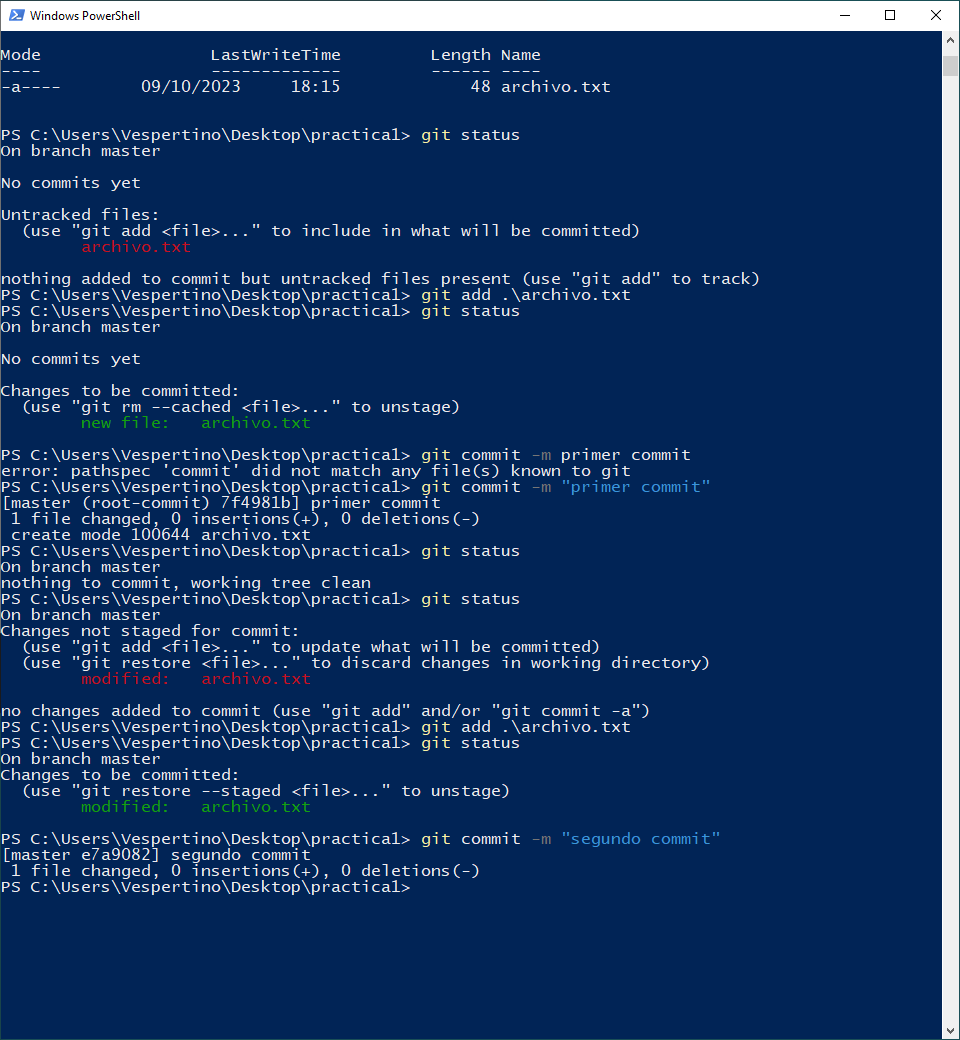 Windows PowerShell
Mode                 LastWriteTime         Length Name
----                 -------------         ------ ----
-a----        09/10/2023     18:15             48 archivo.txt
PS C:\Users\Vespertino\Desktop\practica1> git status
On branch master
No commits yet
Untracked files:
  (use "git add <file>..." to include in what will be committed)
        archivo.txt
nothing added to commit but untracked files present (use "git add" to track)
PS C:\Users\Vespertino\Desktop\practica1> git add .\archivo.txt
PS C:\Users\Vespertino\Desktop\practica1> git status
On branch master
No commits yet
Changes to be committed:
  (use "git rm --cached <file>..." to unstage)
        new file:   archivo.txt
PS C:\Users\Vespertino\Desktop\practica1> git commit -m primer commit
error: pathspec 'commit' did not match any file(s) known to git
PS C:\Users\Vespertino\Desktop\practica1> git commit -m "primer commit"
[master (root-commit) 7f4981b] primer commit
 1 file changed, 0 insertions(+), 0 deletions(-)
 create mode 100644 archivo.txt
PS C:\Users\Vespertino\Desktop\practica1> git status
On branch master
nothing to commit, working tree clean
PS C:\Users\Vespertino\Desktop\practica1> git status
On branch master
Changes not staged for commit:
  (use "git add <file>..." to update what will be committed)
  (use "git restore <file>..." to discard changes in working directory)
        modified:   archivo.txt
no changes added to commit (use "git add" and/or "git commit -a")
PS C:\Users\Vespertino\Desktop\practica1> git add .\archivo.txt
PS C:\Users\Vespertino\Desktop\practica1> git status
On branch master
Changes to be committed:
  (use "git restore --staged <file>..." to unstage)
        modified:   archivo.txt
PS C:\Users\Vespertino\Desktop\practica1> git commit -m "segundo commit"
[master e7a9082] segundo commit
 1 file changed, 0 insertions(+), 0 deletions(-)
PS C:\Users\Vespertino\Desktop\practica1>